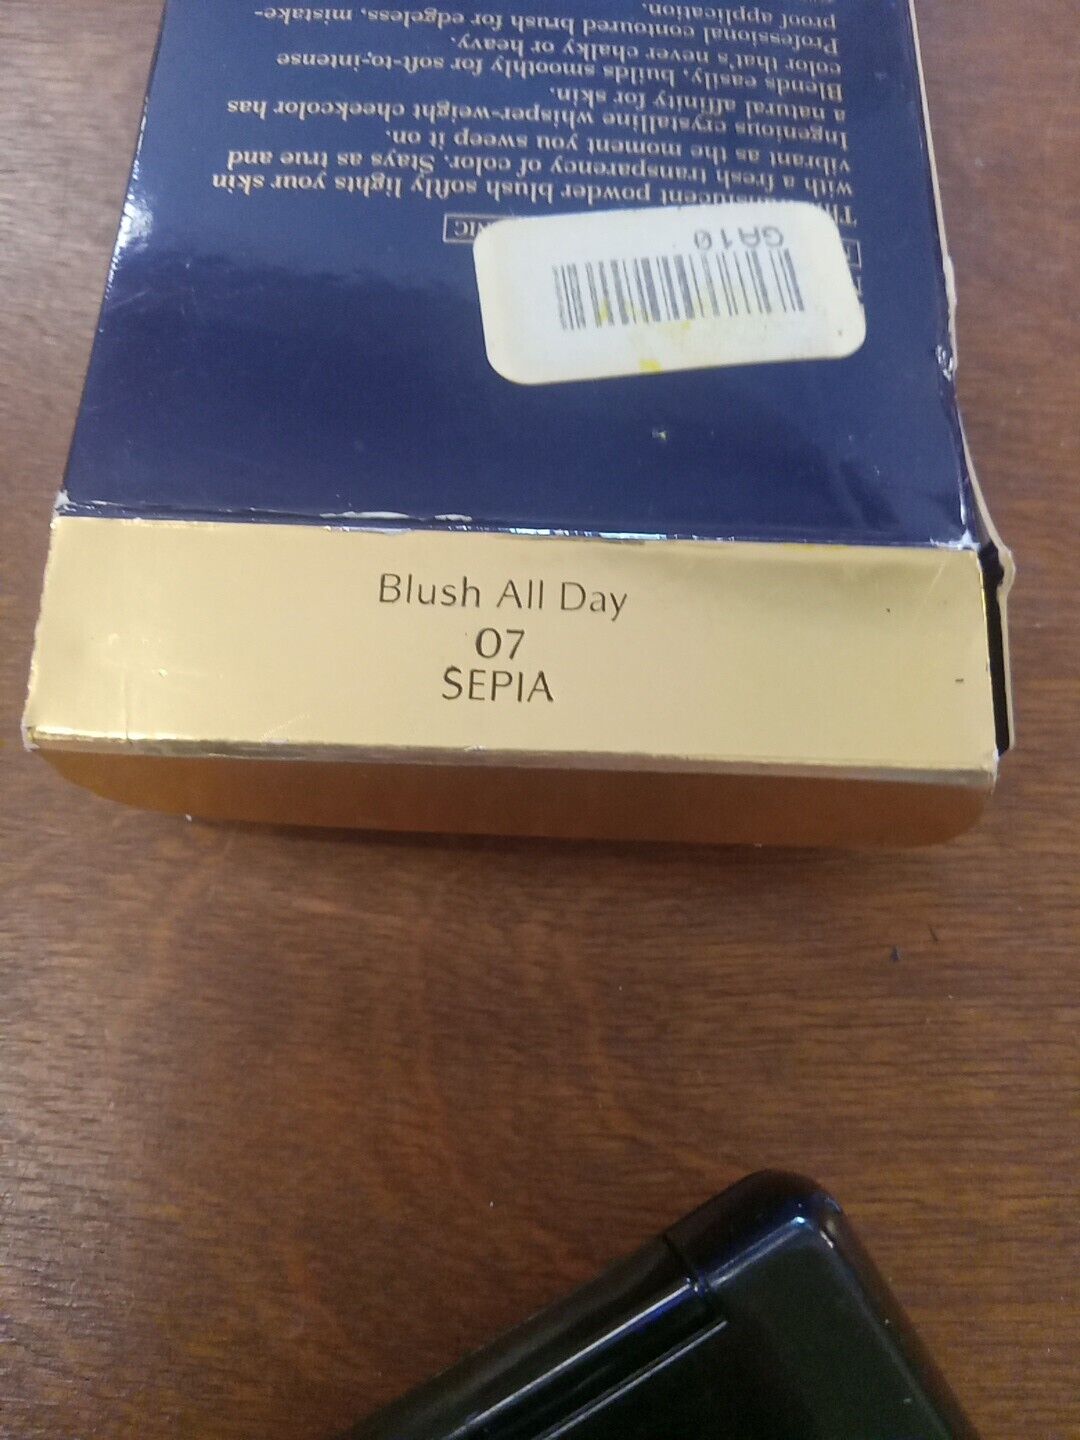 RIC
translucent powder blush softly lights your skin
with a fresh transparency of color. Stays as true and
vibrant as the moment you sweep it on.
Ingenious crystalline whisper-weight cheekcolor has
a natural affinity for skin.
Blends easily, builds smoothly for soft-to-intense
color that's never chalky or heavy.
Professional contoured brush for edgeless, mistake-
proof application.
GA10
Blush All Day
07
SEPIA